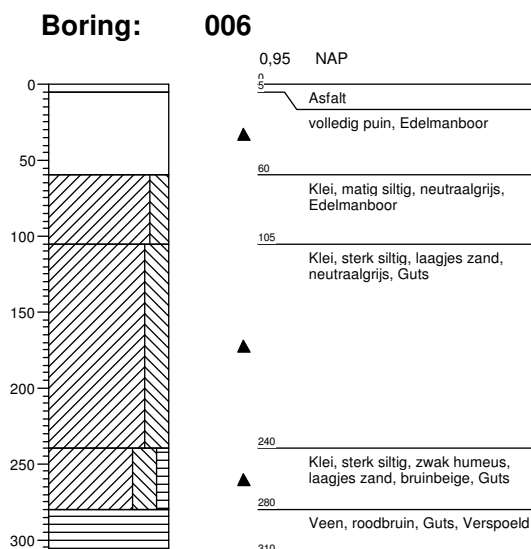 Boring: 006
0,95 NAP
0
0
5
Asfalt
volledig puin, Edelmanboor
50
60
Klei, matig siltig, neutraalgrijs,
Edelmanboor
100
105
Klei, sterk siltig, laagjes zand,
neutraalgrijs, Guts
150
200
240
250
Klei, sterk siltig, zwak humeus,
laagjes zand, bruinbeige, Guts
280
Veen, roodbruin, Guts, Verspoeld
300
310